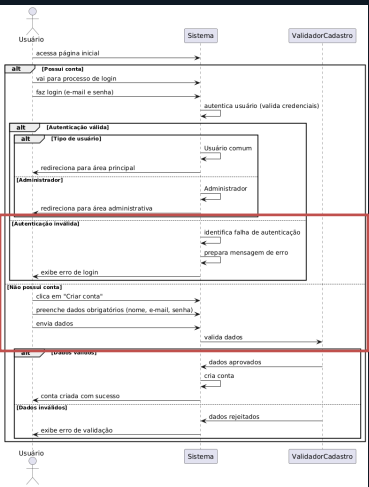 Usuário
Sistema
ValidadorCadastro
acessa página inicial
alt
[Possui conta]
vai para processo de login
faz login (e-mail e senha)
autentica usuário (valida credenciais)
alt
[Autenticação válida]
alt
[Tipo de usuário]
Usuário comum
redireciona para área principal
[Administrador]
Administrador
redireciona para área administrativa
[Autenticação inválida]
identifica falha de autenticação
prepara mensagem de erro
exibe erro de login
[Não possui conta]
clica em "Criar conta"
preenche dados obrigatórios (nome, e-mail, senha)
envia dados
valida dados
alt
[Dados válidos]
dados aprovados
cria conta
conta criada com sucesso
[Dados inválidos]
dados rejeitados
exibe erro de validação
Usuário
Sistema
ValidadorCadastro